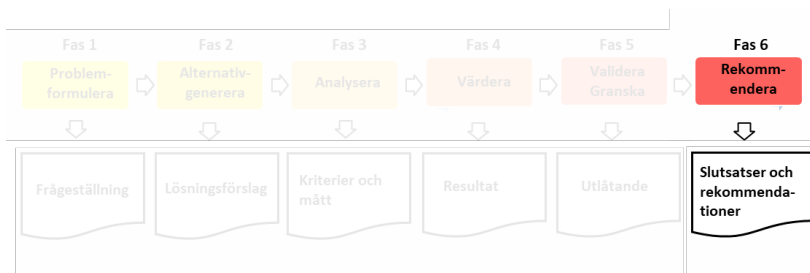 Fas 1 Fas 2 Fas 3 Fas 4 Fas 5 Fas 6
Problem-
formulera
Alternativ-
generera
Analysera
Värdera
Validera
Granska
Rekomm-
endera
Frågeställning
Lösningsförslag
Kriterier och
mått
Resultat
Utlåtande
Slutsatser och
rekommenda-
tioner